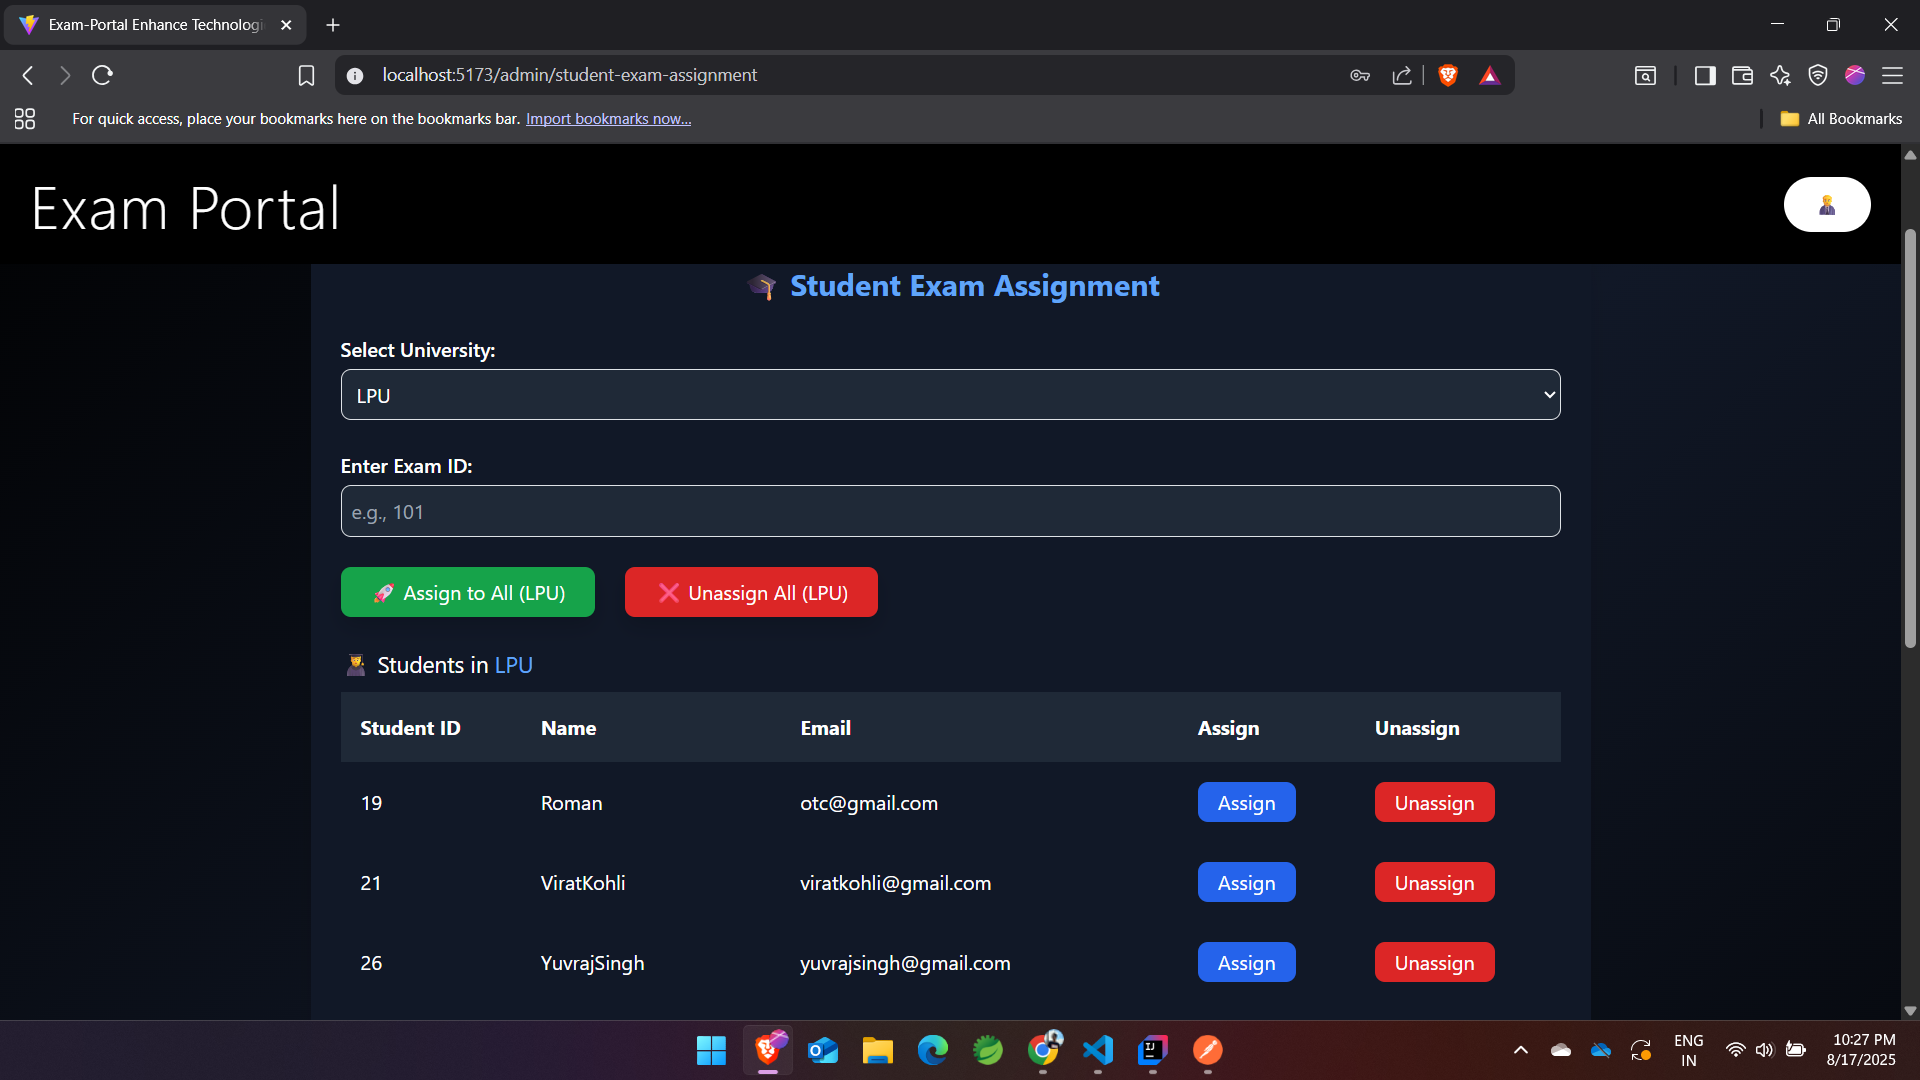 Exam-Portal Enhance Technologi
localhost:5173/admin/student-exam-assignment
For quick access, place your bookmarks here on the bookmarks bar. Import bookmarks now...
All Bookmarks
Exam Portal
Student Exam Assignment
Select University:
LPU
Enter Exam ID:
e.g., 101
Assign to All (LPU)
Unassign All (LPU)
Students in LPU
Student ID Name Email Assign Unassign
19 Roman otc@gmail.com Assign Unassign
21 ViratKohli viratkohli@gmail.com Assign Unassign
26 YuvrajSingh yuvrajsingh@gmail.com Assign Unassign
ENG
IN
10:27 PM
8/17/2025